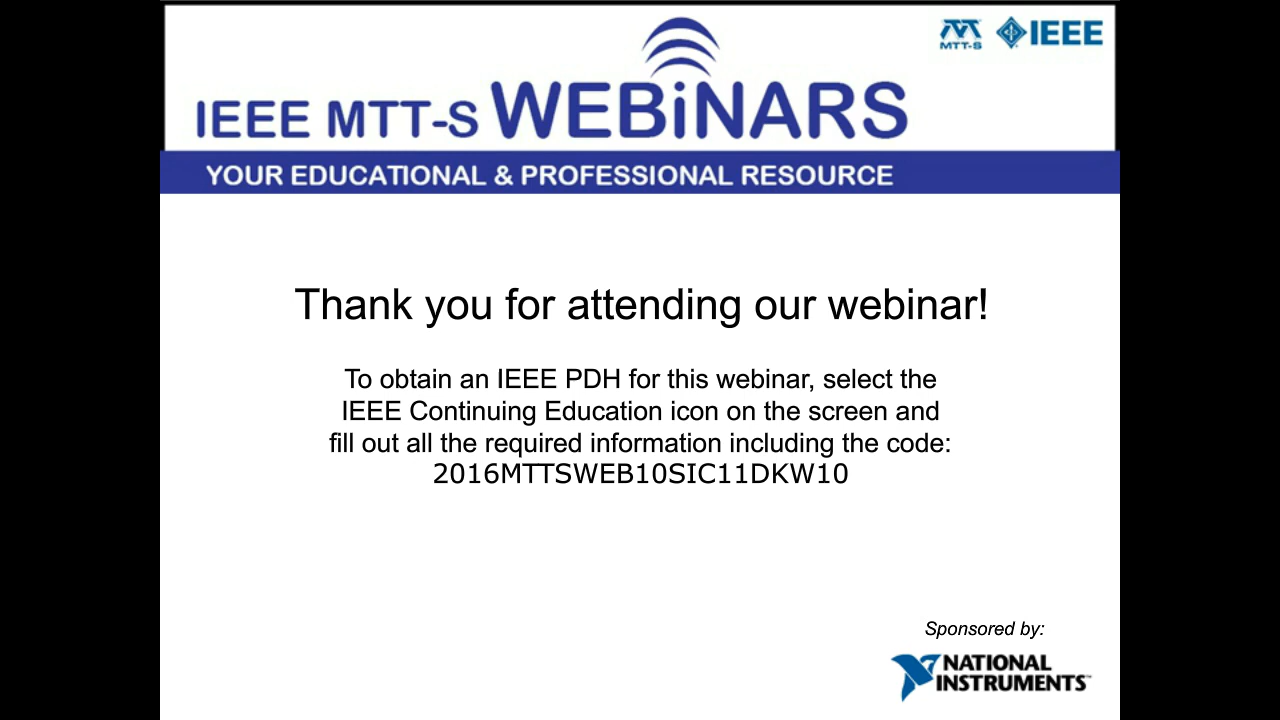 MTT-S IEEE
IEEE MTT-S WEBiNARS
YOUR EDUCATIONAL & PROFESSIONAL RESOURCE
Thank you for attending our webinar!
To obtain an IEEE PDH for this webinar, select the
IEEE Continuing Education icon on the screen and
fill out all the required information including the code:
2016MTTSWEB10SIC11DKW10
Sponsored by:
NATIONAL
INSTRUMENTS™